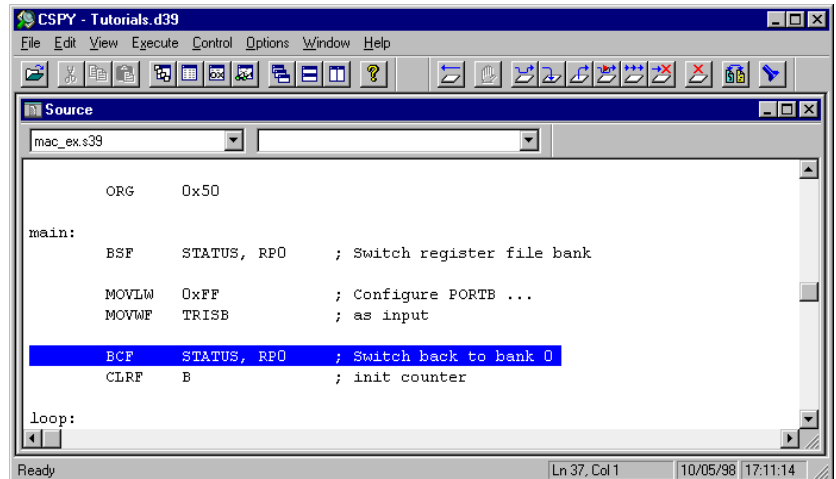 CSPY - Tutorials.d39
File Edit View Execute Control Options Window Help
Source
mac_ex.s39
ORG 0x50
main:
BSF STATUS, RP0 ; Switch register file bank
MOVLW 0xFF ; Configure PORTB ...
MOVWF TRISB ; as input
BCF STATUS, RP0 ; Switch back to bank 0
CLRF B ; init counter
loop:
Ready Ln 37, Col 1 10/05/98 17:11:14